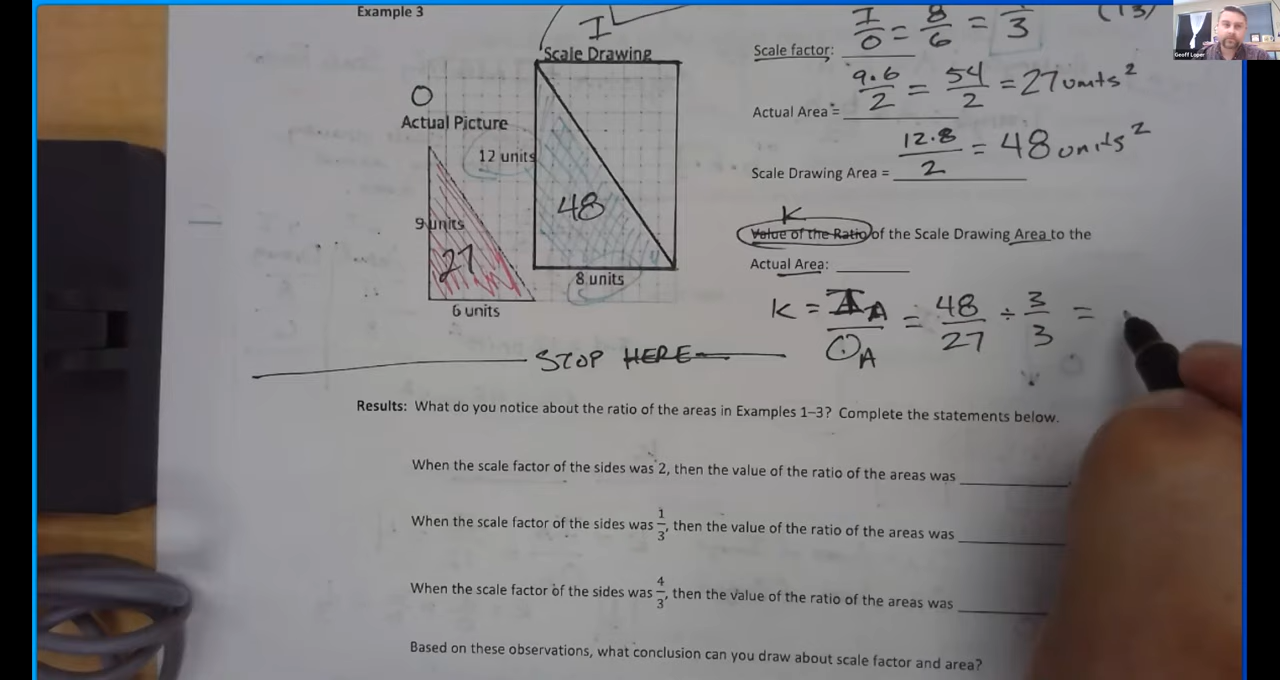 Example 3
I
I/O = 8/6 = /3
Scale factor:
Scale Drawing
9·6/2 = 54/2 = 27 units²
O
Actual Picture
Actual Area =
12 units
12·8/2 = 48 units²
Scale Drawing Area =
48
9 units
K
Value of the Ratio of the Scale Drawing Area to the
27
Actual Area:
8 units
6 units
K = I A/O A = 48/27 ÷ 3/3 =
STOP HERE
Results: What do you notice about the ratio of the areas in Examples 1–3? Complete the statements below.
When the scale factor of the sides was 2, then the value of the ratio of the areas was
When the scale factor of the sides was 1/3, then the value of the ratio of the areas was
When the scale factor of the sides was 4/3, then the value of the ratio of the areas was
Based on these observations, what conclusion can you draw about scale factor and area?
Geoff Loper